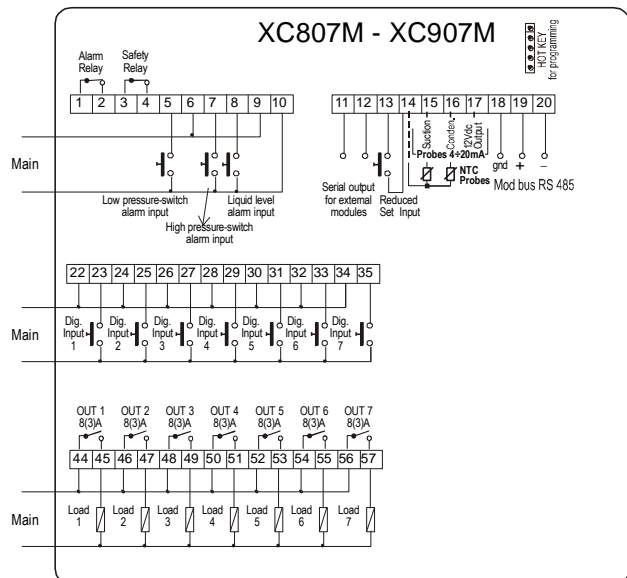 XC807M - XC907M
HOT KEY
for programming
Alarm
Relay
Safety
Relay
1 2 3 4 5 6 7 8 9 10
11 12 13 14 15 16 17 18 19 20
Main
Suction
Conden.
12Vdc
Output
Probes 4÷20mA
NTC
Probes
gnd + –
Mod bus RS 485
Serial output
for external
modules
Reduced
Set Input
Low pressure-switch
alarm input
Liquid level
alarm input
High pressure-switch
alarm input
22 23 24 25 26 27 28 29 30 31 32 33 34 35
Main
Dig.
Input
1
Dig.
Input
2
Dig.
Input
3
Dig.
Input
4
Dig.
Input
5
Dig.
Input
6
Dig.
Input
7
OUT 1
8(3)A
OUT 2
8(3)A
OUT 3
8(3)A
OUT 4
8(3)A
OUT 5
8(3)A
OUT 6
8(3)A
OUT 7
8(3)A
44 45 46 47 48 49 50 51 52 53 54 55 56 57
Main
Load
1
Load
2
Load
3
Load
4
Load
5
Load
6
Load
7